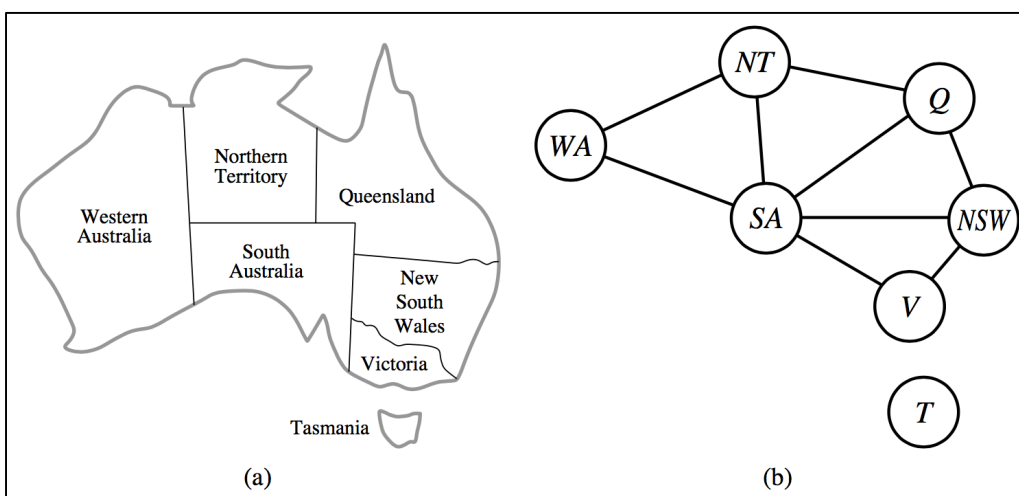 Northern
Territory
Western
Australia
South
Australia
Queensland
New
South
Wales
Victoria
Tasmania
(a)
NT
Q
WA
SA
NSW
V
T
(b)